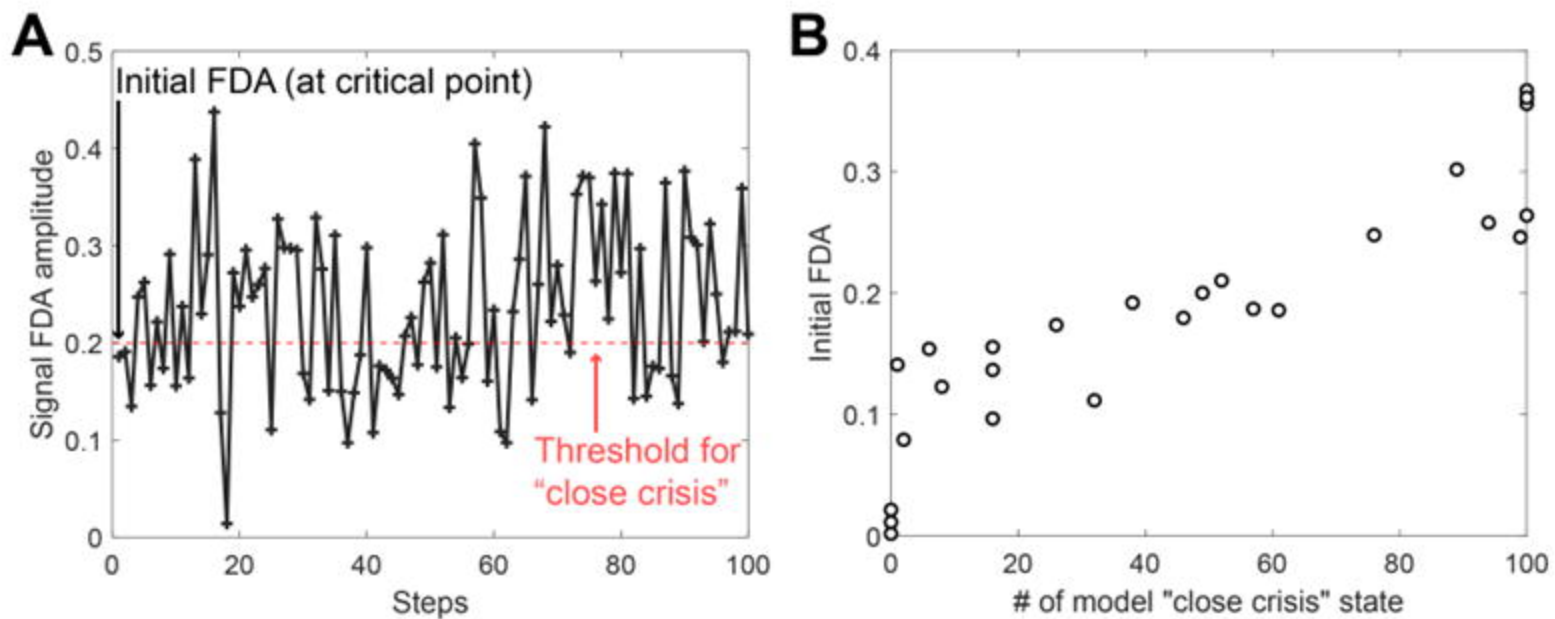 A
Initial FDA (at critical point)
Signal FDA amplitude
0.5
0.4
0.3
0.2
0.1
0
Threshold for
“close crisis”
0 20 40 60 80 100
Steps
B
Initial FDA
0.4
0.3
0.2
0.1
0
0 20 40 60 80 100
# of model "close crisis" state